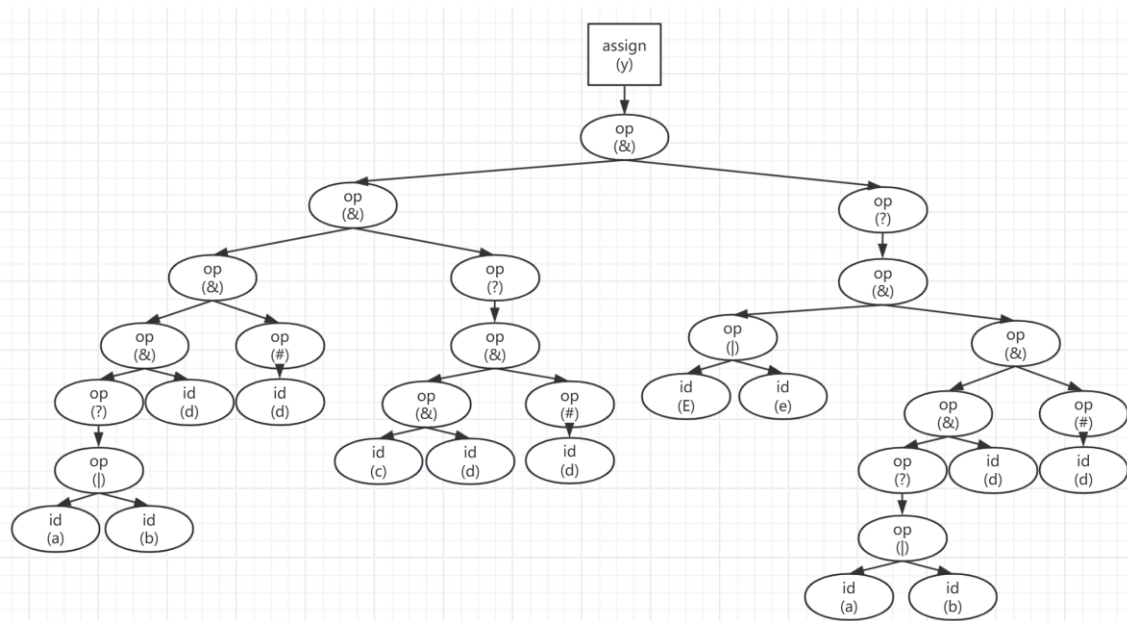 assign
(y)
op
(&)
op
(&)
op
(?)
op
(&)
op
(?)
op
(&)
op
(&)
op
(#)
op
(&)
op
(|)
op
(&)
op
(?)
id
(d)
id
(d)
op
(&)
op
(#)
id
(E)
id
(e)
op
(&)
op
(#)
op
(|)
id
(c)
id
(d)
id
(d)
op
(?)
id
(d)
id
(d)
id
(a)
id
(b)
op
(|)
id
(a)
id
(b)